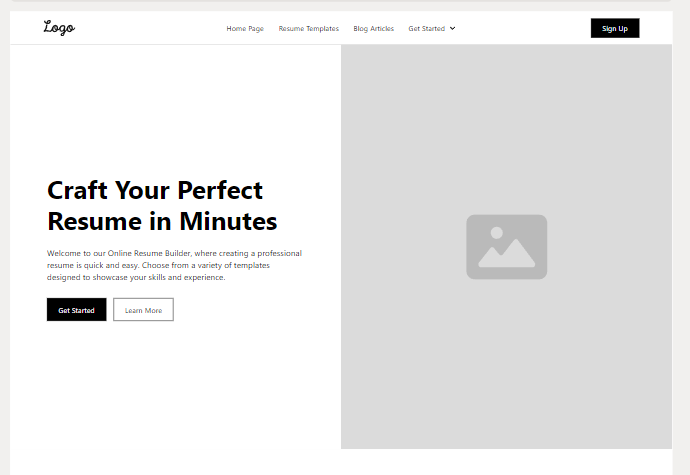 Logo
Home Page Resume Templates Blog Articles Get Started
Sign Up
Craft Your Perfect
Resume in Minutes
Welcome to our Online Resume Builder, where creating a professional
resume is quick and easy. Choose from a variety of templates
designed to showcase your skills and experience.
Get Started Learn More